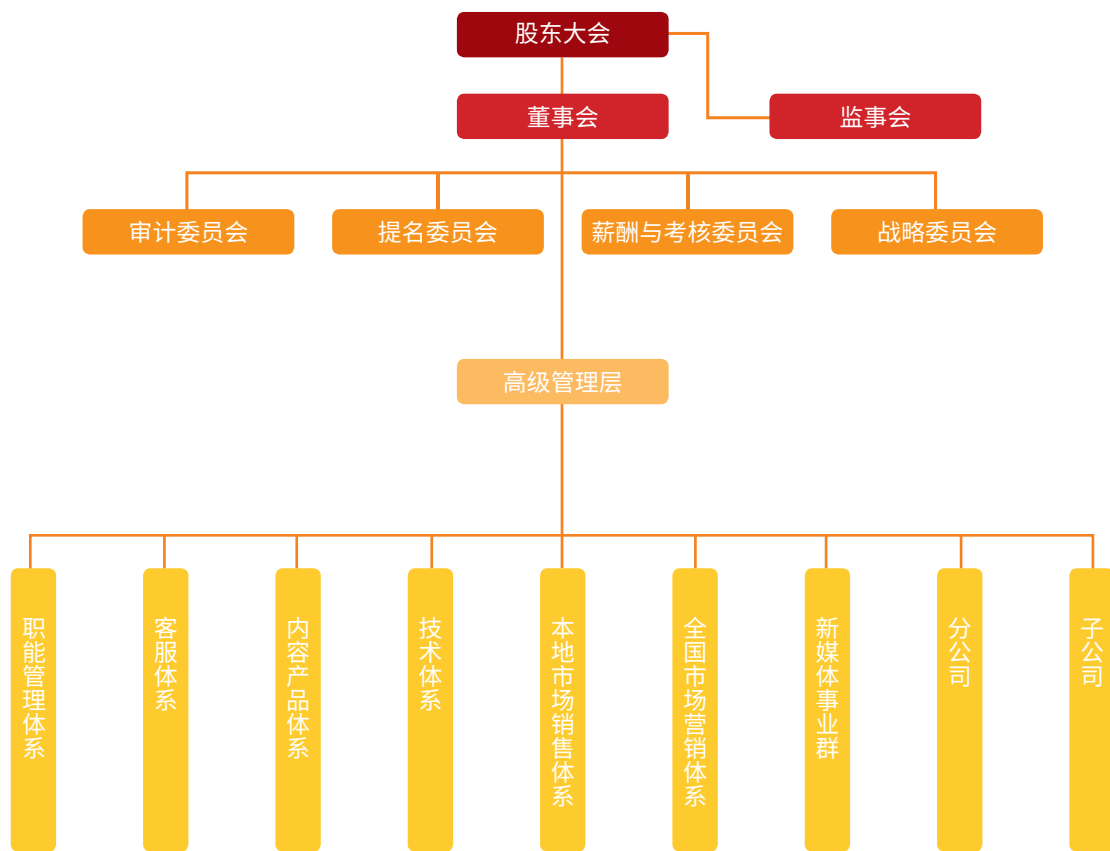 股东大会
董事会
监事会
审计委员会
提名委员会
薪酬与考核委员会
战略委员会
高级管理层
职能管理体系
客服体系
内容产品体系
技术体系
本地市场销售体系
全国市场营销体系
新媒体事业群
分公司
子公司